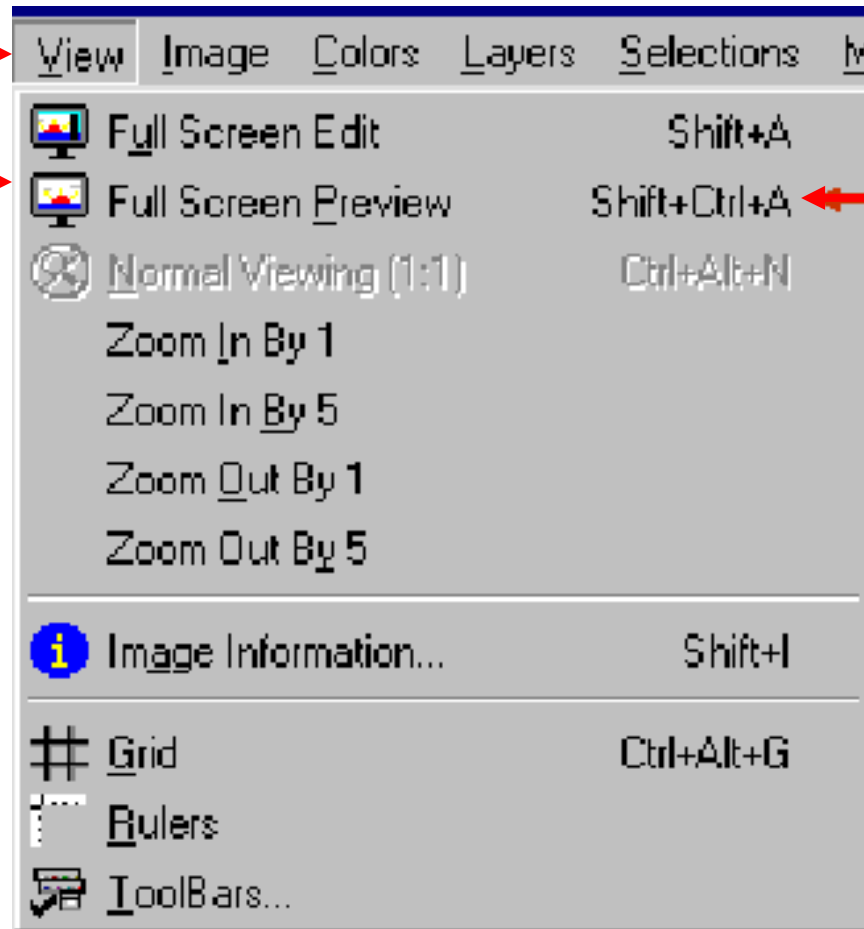 View Image Colors Layers Selections
Full Screen Edit Shift+A
Full Screen Preview Shift+Ctrl+A
Normal Viewing (1:1) Ctrl+Alt+N
Zoom In By 1
Zoom In By 5
Zoom Out By 1
Zoom Out By 5
Image Information... Shift+I
Grid Ctrl+Alt+G
Rulers
ToolBars...